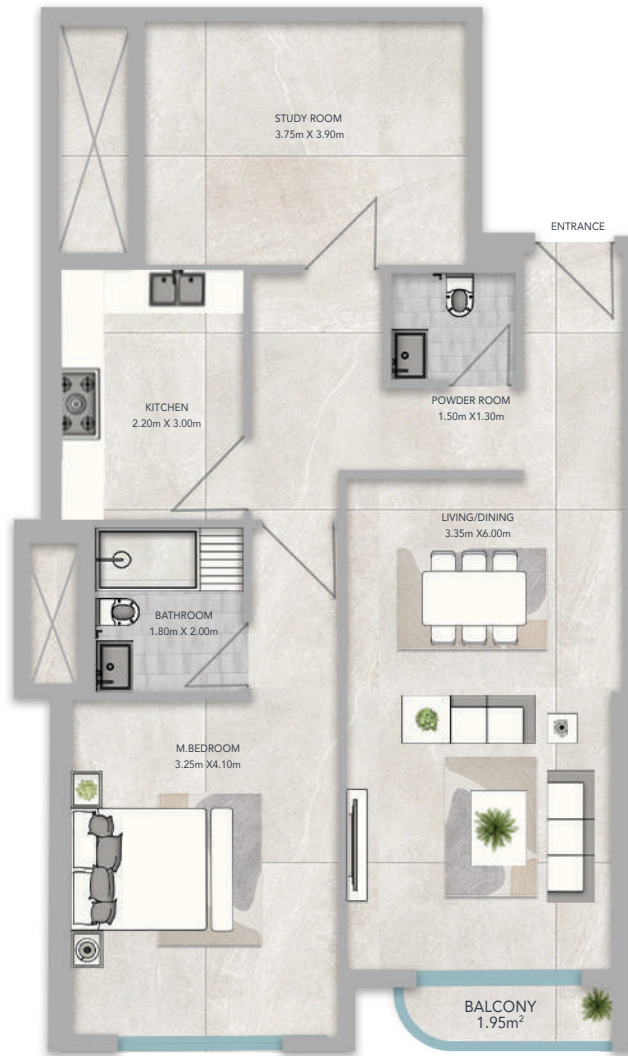 STUDY ROOM
3.75m X 3.90m
ENTRANCE
KITCHEN
2.20m X 3.00m
POWDER ROOM
1.50m X1.30m
LIVING/DINING
3.35m X6.00m
BATHROOM
1.80m X 2.00m
M.BEDROOM
3.25m X4.10m
BALCONY
1.95m²